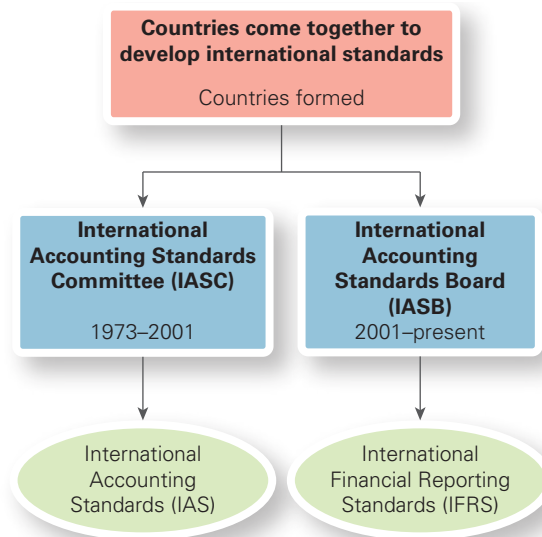 Countries come together to
develop international standards
Countries formed
International
Accounting Standards
Committee (IASC)
1973–2001
International
Accounting
Standards Board
(IASB)
2001–present
International
Accounting
Standards (IAS)
International
Financial Reporting
Standards (IFRS)